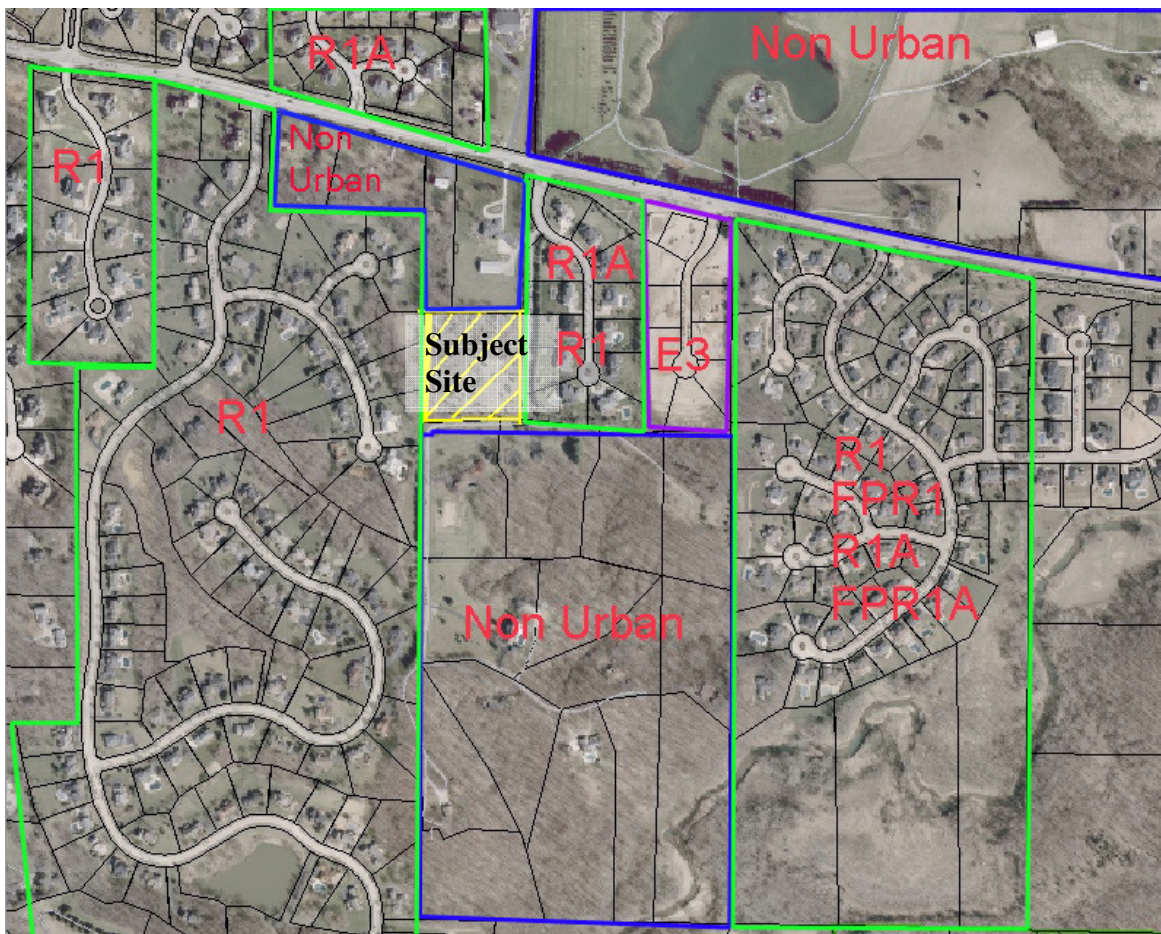 R1A
Non Urban
Non
Urban
R1
R1A
Subject
Site
R1
E3
R1
R1
FPR1
R1A
FPR1A
Non Urban